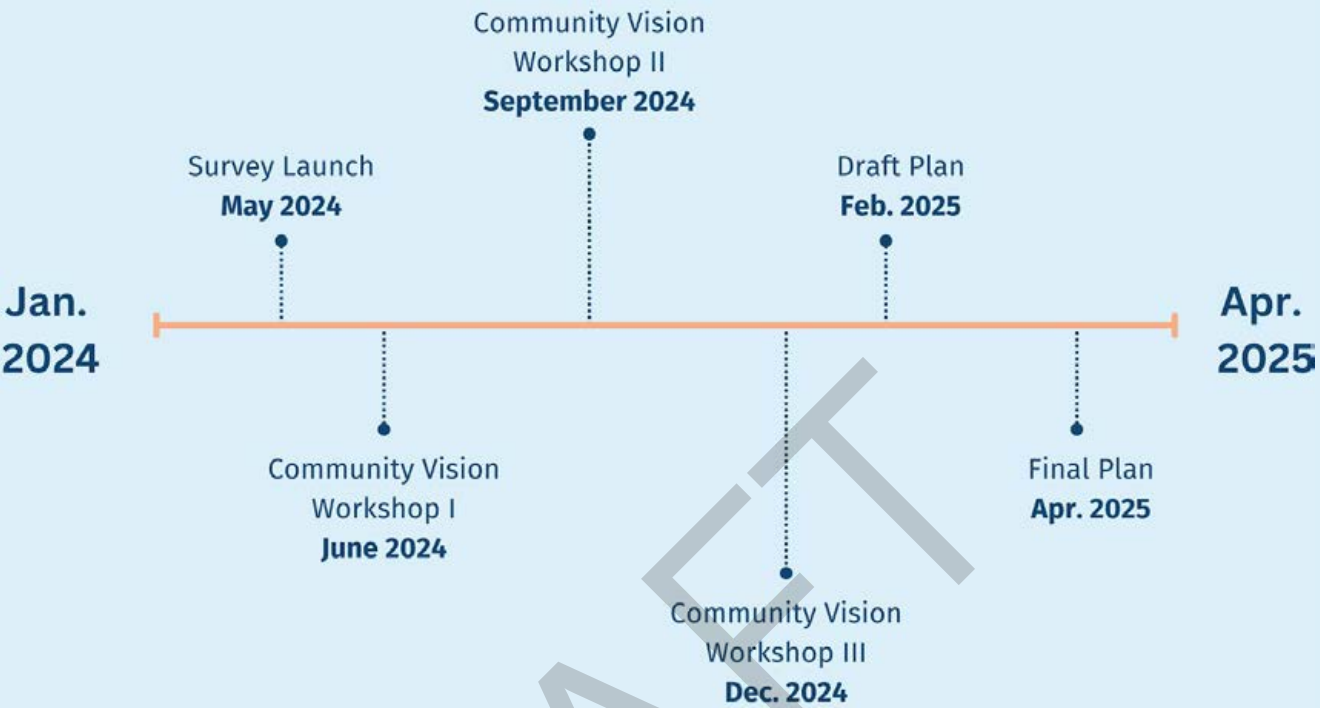 Community Vision
Workshop II
September 2024
Survey Launch
May 2024
Draft Plan
Feb. 2025
Jan.
2024
Apr.
2025
Community Vision
Workshop I
June 2024
Final Plan
Apr. 2025
Community Vision
Workshop III
Dec. 2024